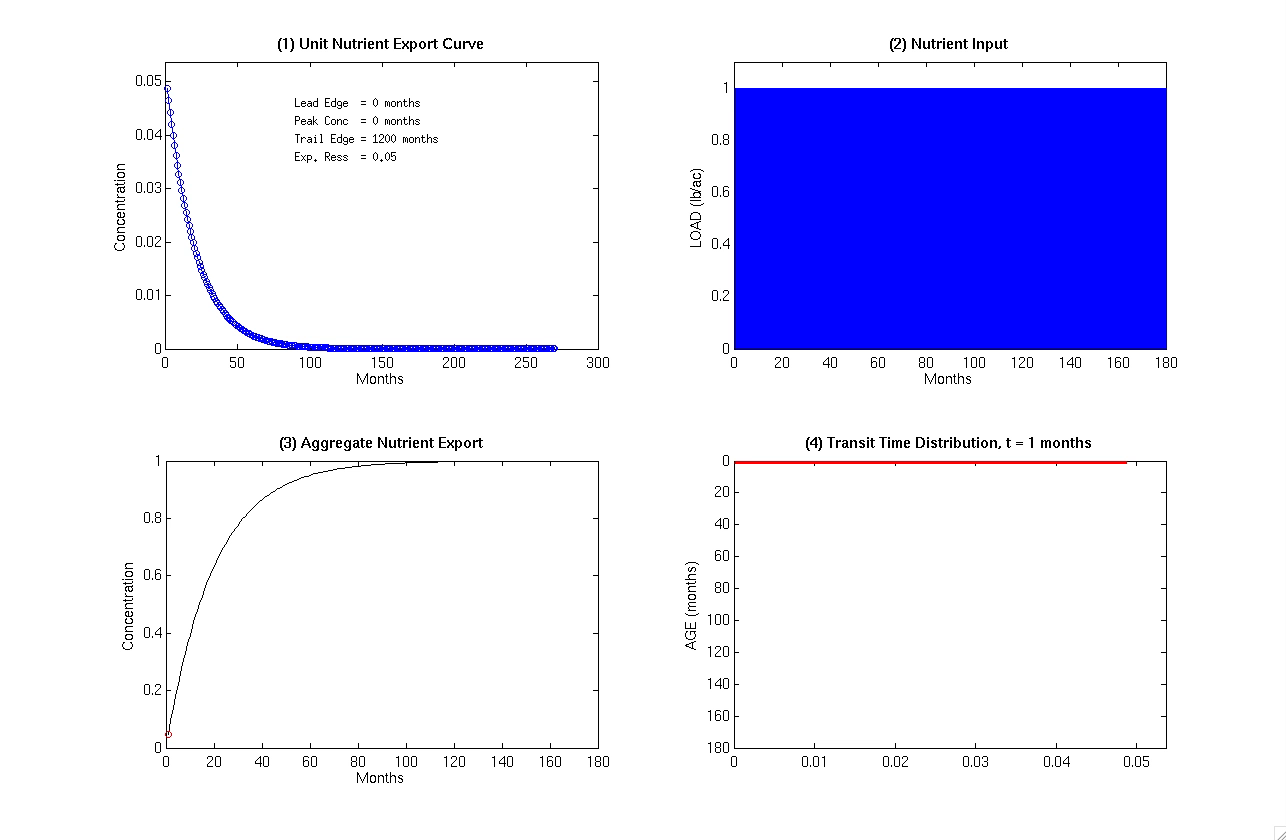 (1) Unit Nutrient Export Curve
0.05
0.04
0.03
0.02
0.01
0
Concentration
Lead Edge = 0 months
Peak Conc = 0 months
Trail Edge = 1200 months
Exp. Ress = 0.05
0 50 100 150 200 250 300
Months
(2) Nutrient Input
1
0.8
0.6
0.4
0.2
0
LOAD (lb/ac)
0 20 40 60 80 100 120 140 160 180
Months
(3) Aggregate Nutrient Export
1
0.8
0.6
0.4
0.2
0
Concentration
0 20 40 60 80 100 120 140 160 180
Months
(4) Transit Time Distribution, t = 1 months
0
20
40
60
80
100
120
140
160
180
AGE (months)
0 0.01 0.02 0.03 0.04 0.05